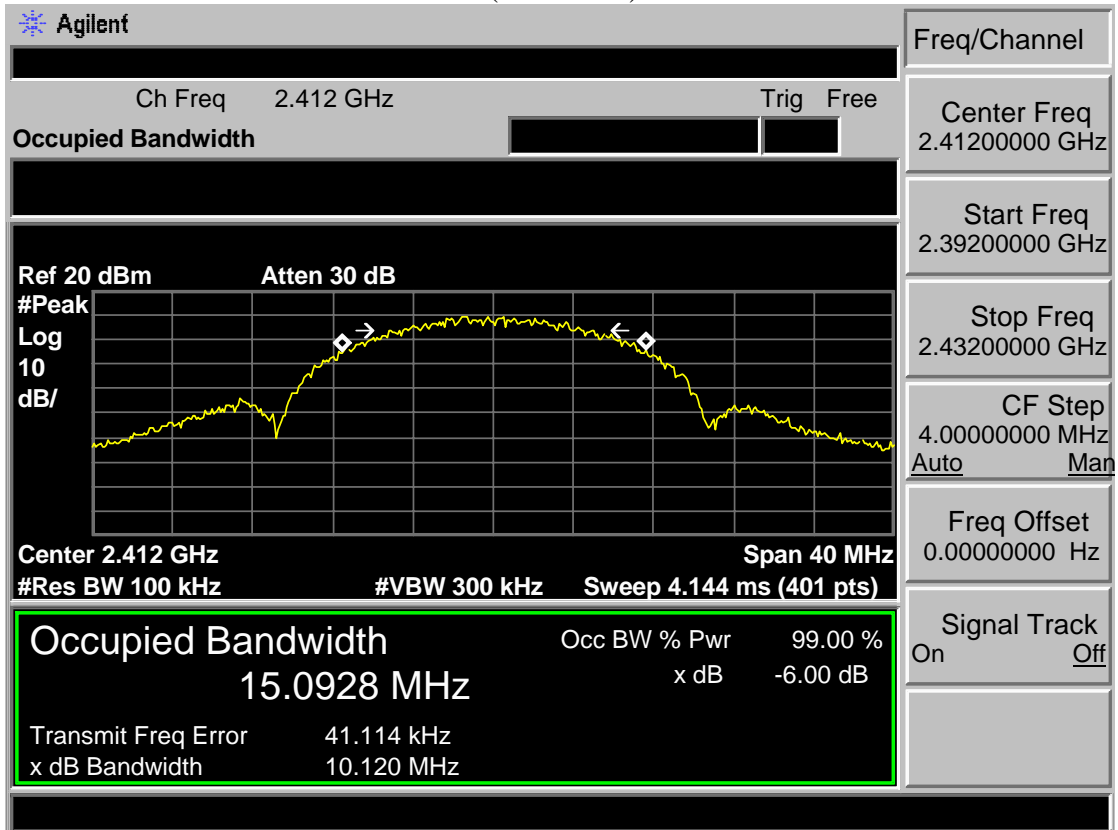 Agilent
Freq/Channel
Ch Freq 2.412 GHz Trig Free
Occupied Bandwidth
Center Freq
2.41200000 GHz
Start Freq
2.39200000 GHz
Stop Freq
2.43200000 GHz
CF Step
4.00000000 MHz
Auto Man
Freq Offset
0.00000000 Hz
Signal Track
On Off
Ref 20 dBm Atten 30 dB
#Peak
Log
10
dB/
Center 2.412 GHz Span 40 MHz
#Res BW 100 kHz #VBW 300 kHz Sweep 4.144 ms (401 pts)
Occupied Bandwidth
15.0928 MHz
Occ BW % Pwr 99.00 %
x dB -6.00 dB
Transmit Freq Error 41.114 kHz
x dB Bandwidth 10.120 MHz